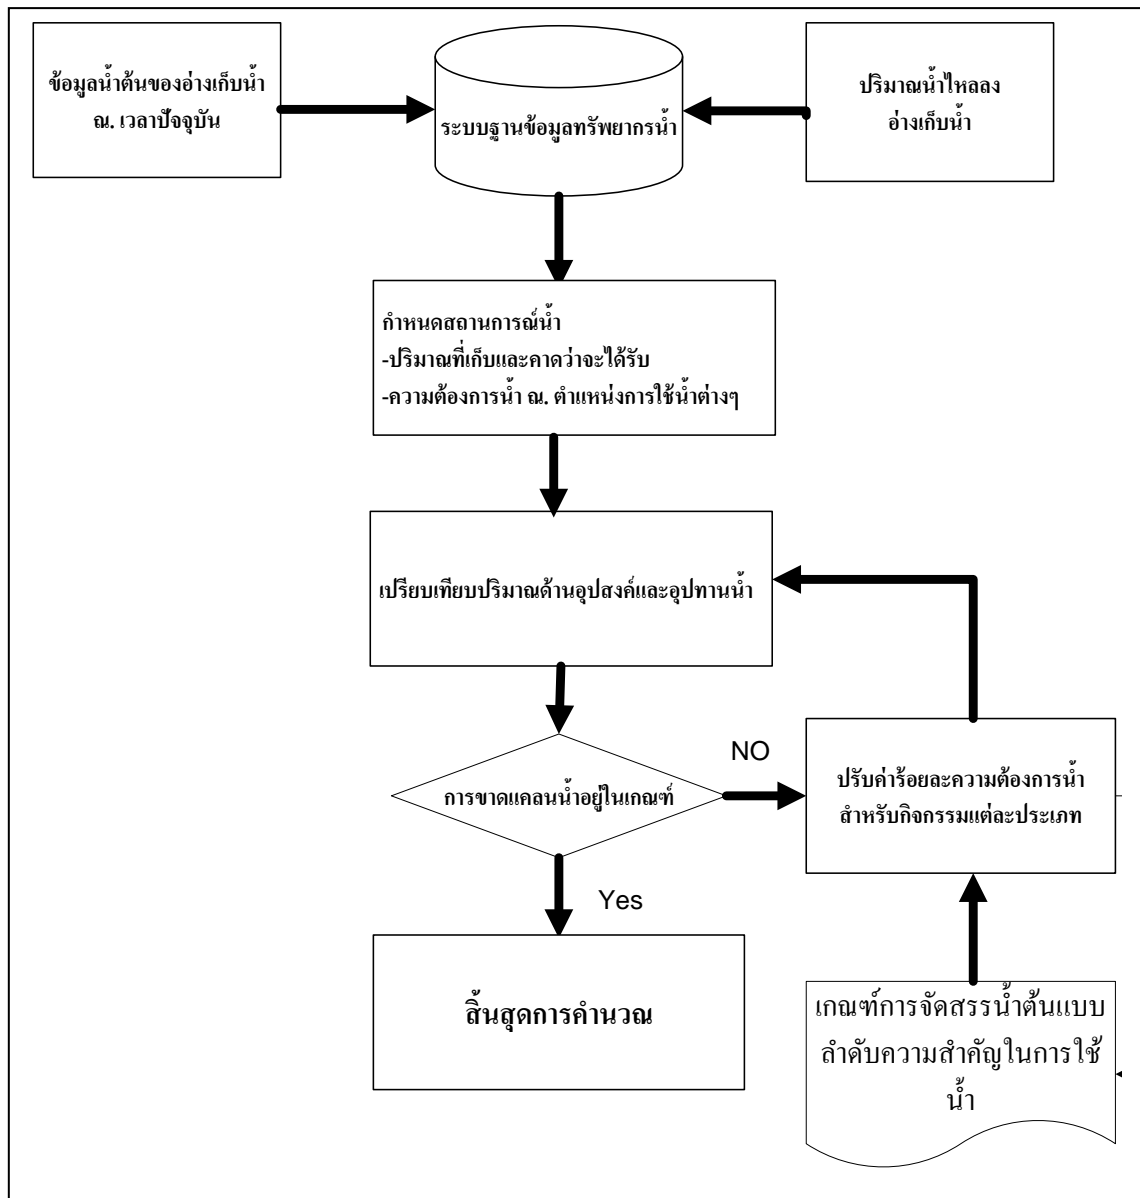 ข้อมูลน้ำต้นของอ่างเก็บน้ำ
ณ. เวลาปัจจุบัน
ระบบฐานข้อมูลทรัพยากรน้ำ
ปริมาณน้ำไหลลง
อ่างเก็บน้ำ
กำหนดสถานการณ์น้ำ
-ปริมาณที่เก็บและคาดว่าจะได้รับ
-ความต้องการน้ำ ณ. ตำแหน่งการใช้น้ำต่างๆ
เปรียบเทียบปริมาณด้านอุปสงค์และอุปทานน้ำ
การขาดแคลนน้ำอยู่ในเกณฑ์
NO
ปรับค่าร้อยละความต้องการน้ำ
สำหรับกิจกรรมแต่ละประเภท
Yes
สิ้นสุดการคำนวณ
เกณฑ์การจัดสรรน้ำต้นแบบ
ลำดับความสำคัญในการใช้
น้ำ